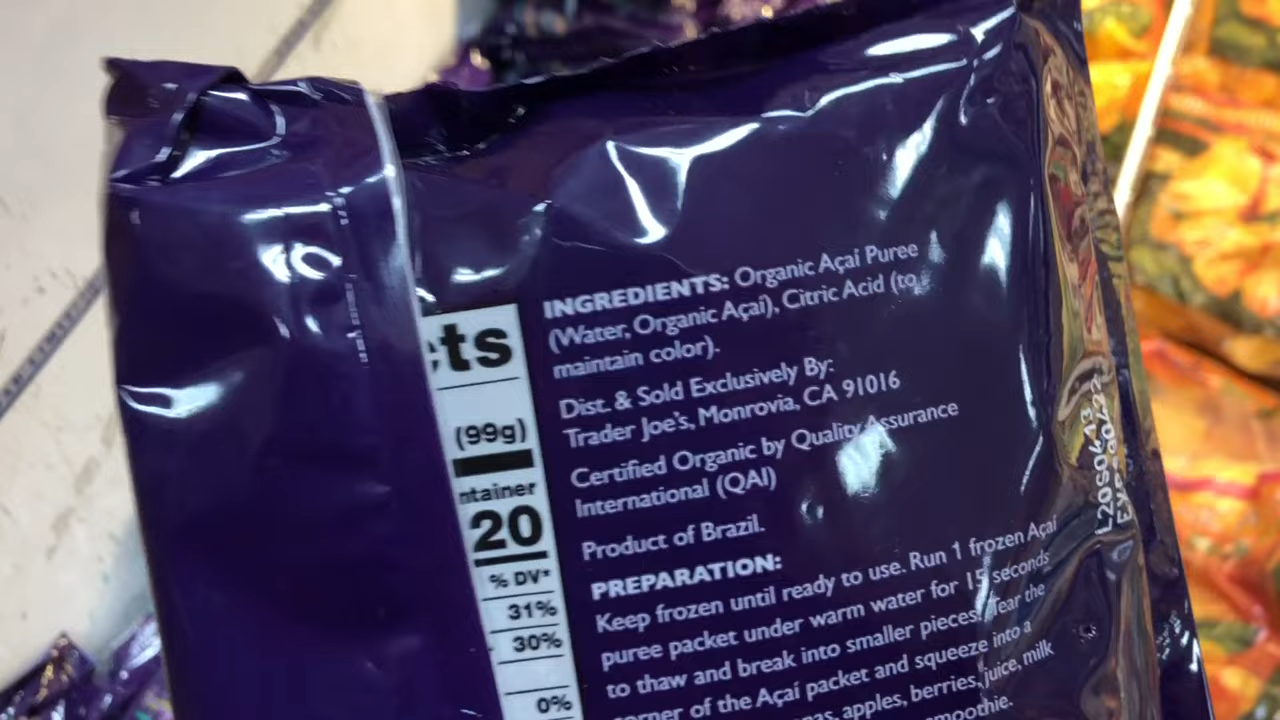 INGREDIENTS: Organic Açaí Puree
(Water, Organic Açaí), Citric Acid (to
maintain color).
Dist. & Sold Exclusively By:
Trader Joe's, Monrovia, CA 91016
Certified Organic by Quality Assurance
International (QAI)
Product of Brazil.
PREPARATION:
Keep frozen until ready to use. Run 1 frozen Açaí
puree packet under warm water for 15 seconds
to thaw and break into smaller pieces. Tear the
corner of the Açaí packet and squeeze into a
apples, berries, juice, milk
smoothie.
ts
(99g)
ntainer
20
% DV*
31%
30%
0%